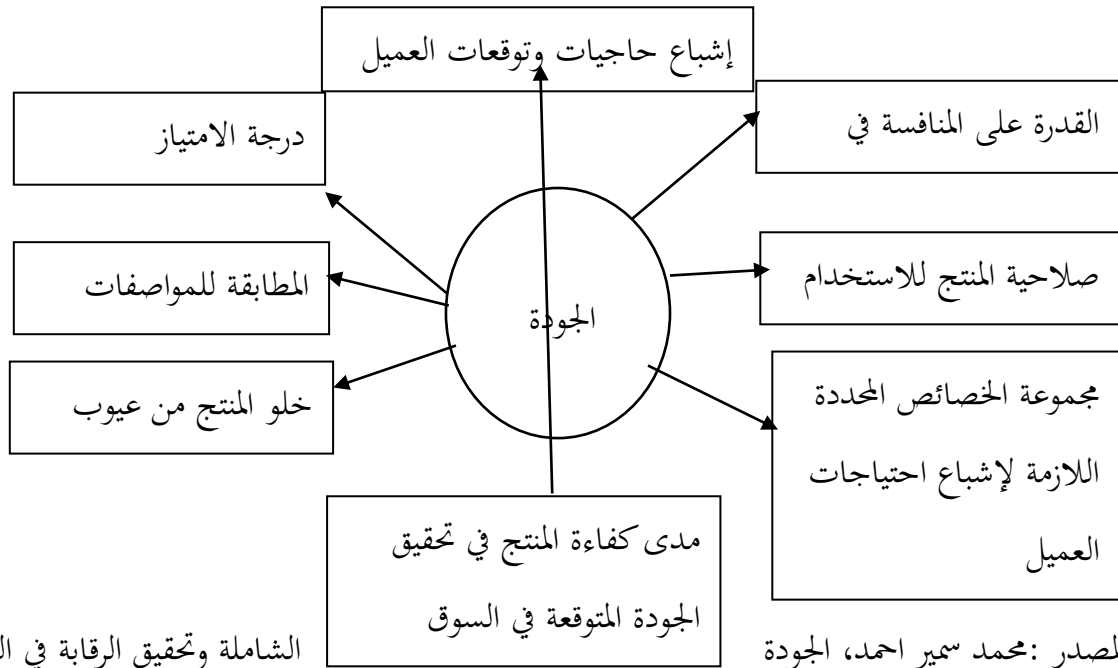 إشباع حاجيات وتوقعات العميل
القدرة على المنافسة في
درجة الامتياز
صلاحية المنتج للاستخدام
المطابقة للمواصفات
الجودة
مجموعة الخصائص المحددة
اللازمة لإشباع احتياجات
العميل
خلو المنتج من عيوب
مدى كفاءة المنتج في تحقيق
الجودة المتوقعة في السوق
لصدر :محمد سمير احمد، الجودة الشاملة وتحقيق الرقابة في